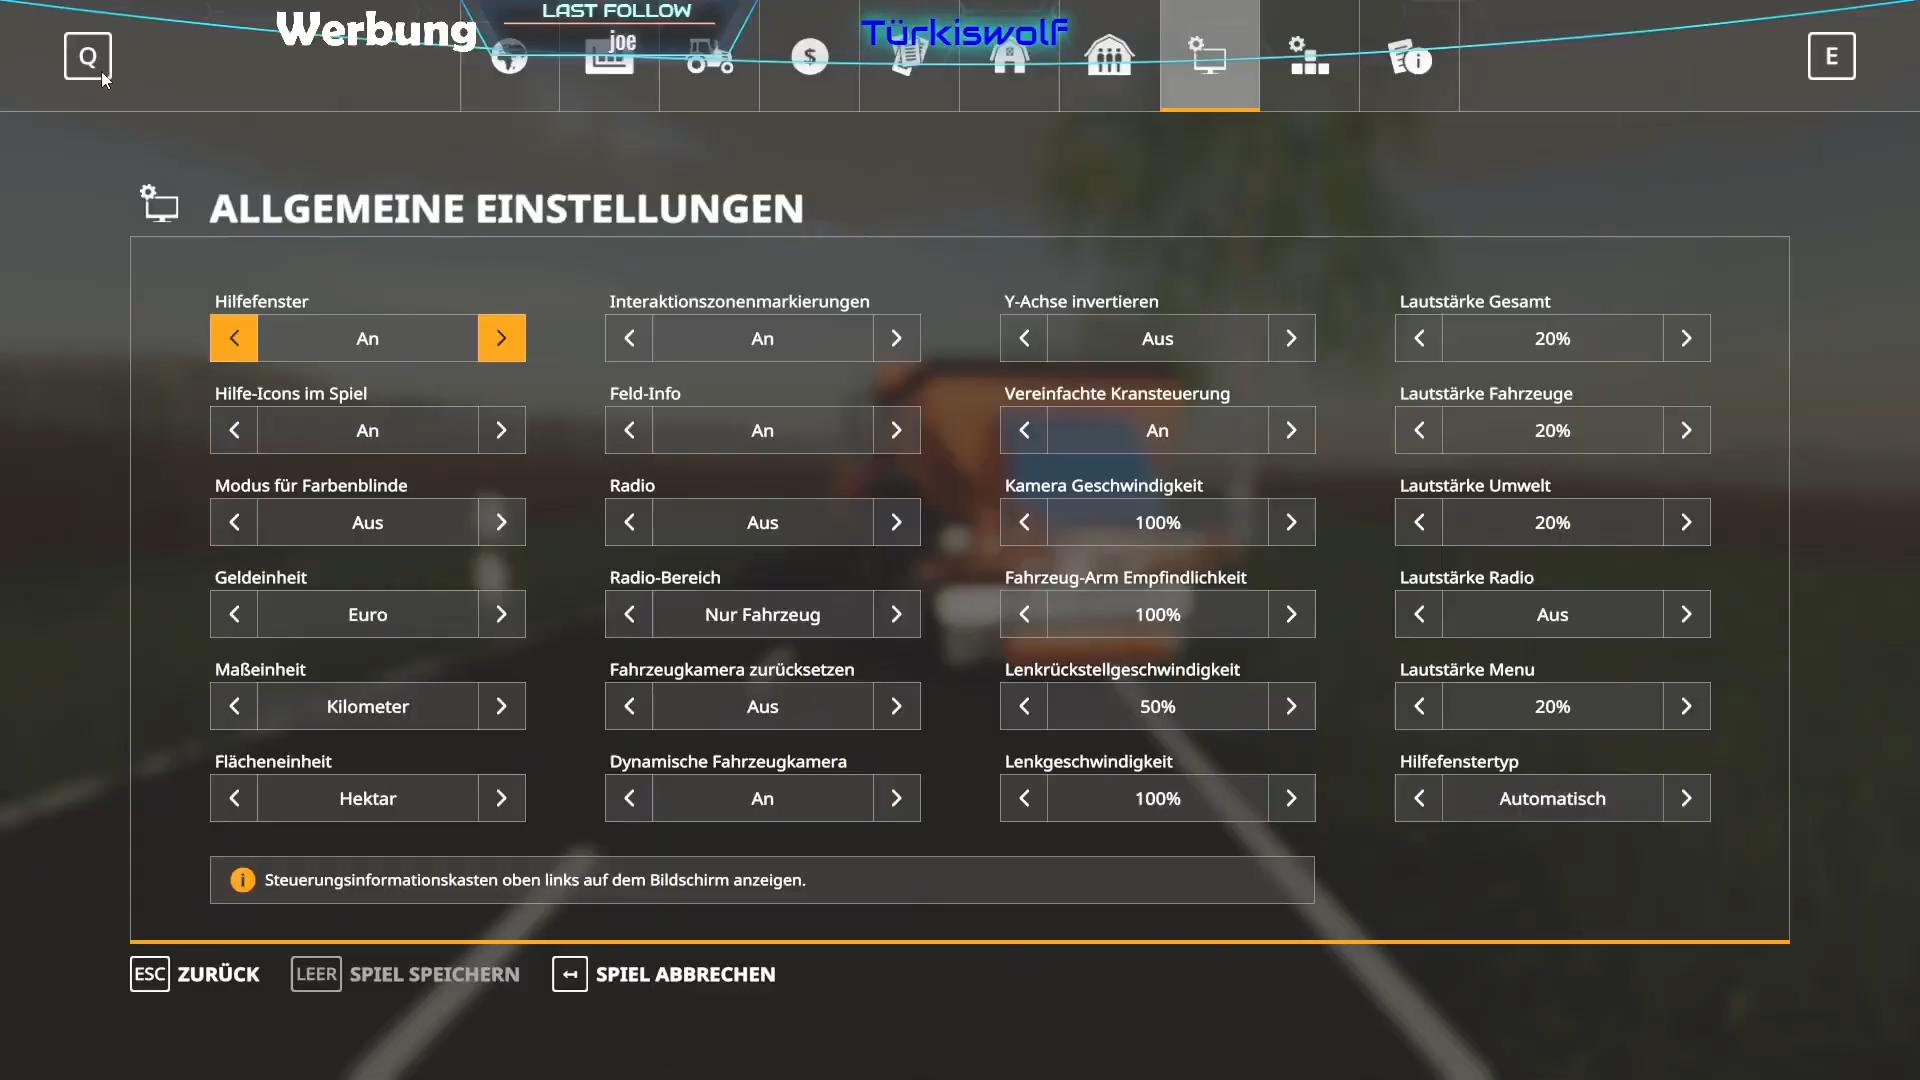 LAST FOLLOW
Werbung
joe
Türkiswolf
Q
$
E
ALLGEMEINE EINSTELLUNGEN
Hilfefenster
An
Interaktionszonenmarkierungen
An
Y-Achse invertieren
Aus
Lautstärke Gesamt
20%
Hilfe-Icons im Spiel
An
Feld-Info
An
Vereinfachte Kransteuerung
An
Lautstärke Fahrzeuge
20%
Modus für Farbenblinde
Aus
Radio
Aus
Kamera Geschwindigkeit
100%
Lautstärke Umwelt
20%
Geldeinheit
Euro
Radio-Bereich
Nur Fahrzeug
Fahrzeug-Arm Empfindlichkeit
100%
Lautstärke Radio
Aus
Maßeinheit
Kilometer
Fahrzeugkamera zurücksetzen
Aus
Lenkrückstellgeschwindigkeit
50%
Lautstärke Menu
20%
Flächeneinheit
Hektar
Dynamische Fahrzeugkamera
An
Lenkgeschwindigkeit
100%
Hilfefenstertyp
Automatisch
Steuerungsinformationskasten oben links auf dem Bildschirm anzeigen.
ESC ZURÜCK LEER SPIEL SPEICHERN SPIEL ABBRECHEN